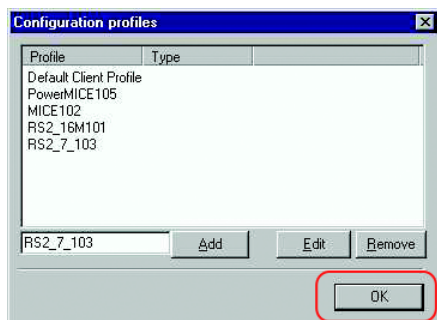 Configuration profiles
Profile Type
Default Client Profile
PowerMICE105
MICE102
RS2_16M101
RS2_7_103
RS2_7_103 Add Edit Remove
OK